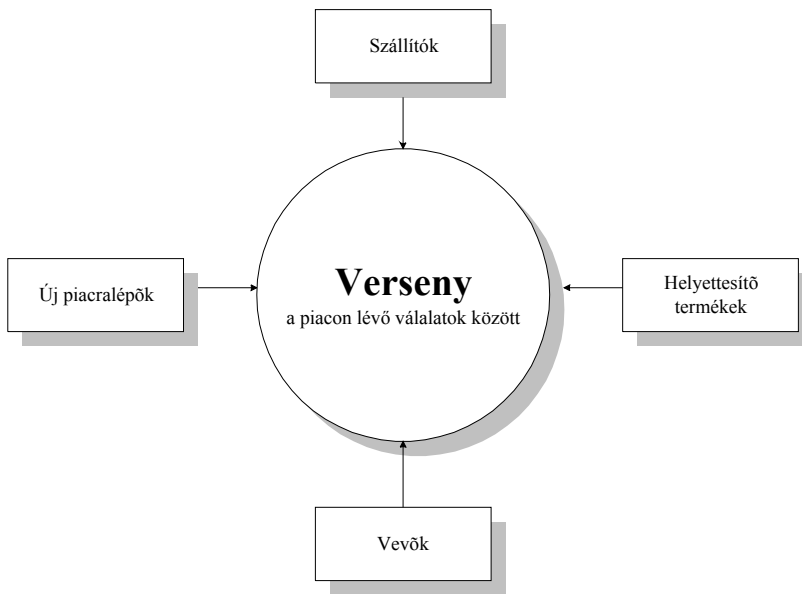 Szállítók
Új piacralépõk
Verseny
a piacon lévő válalatok között
Helyettesítõ
termékek
Vevõk